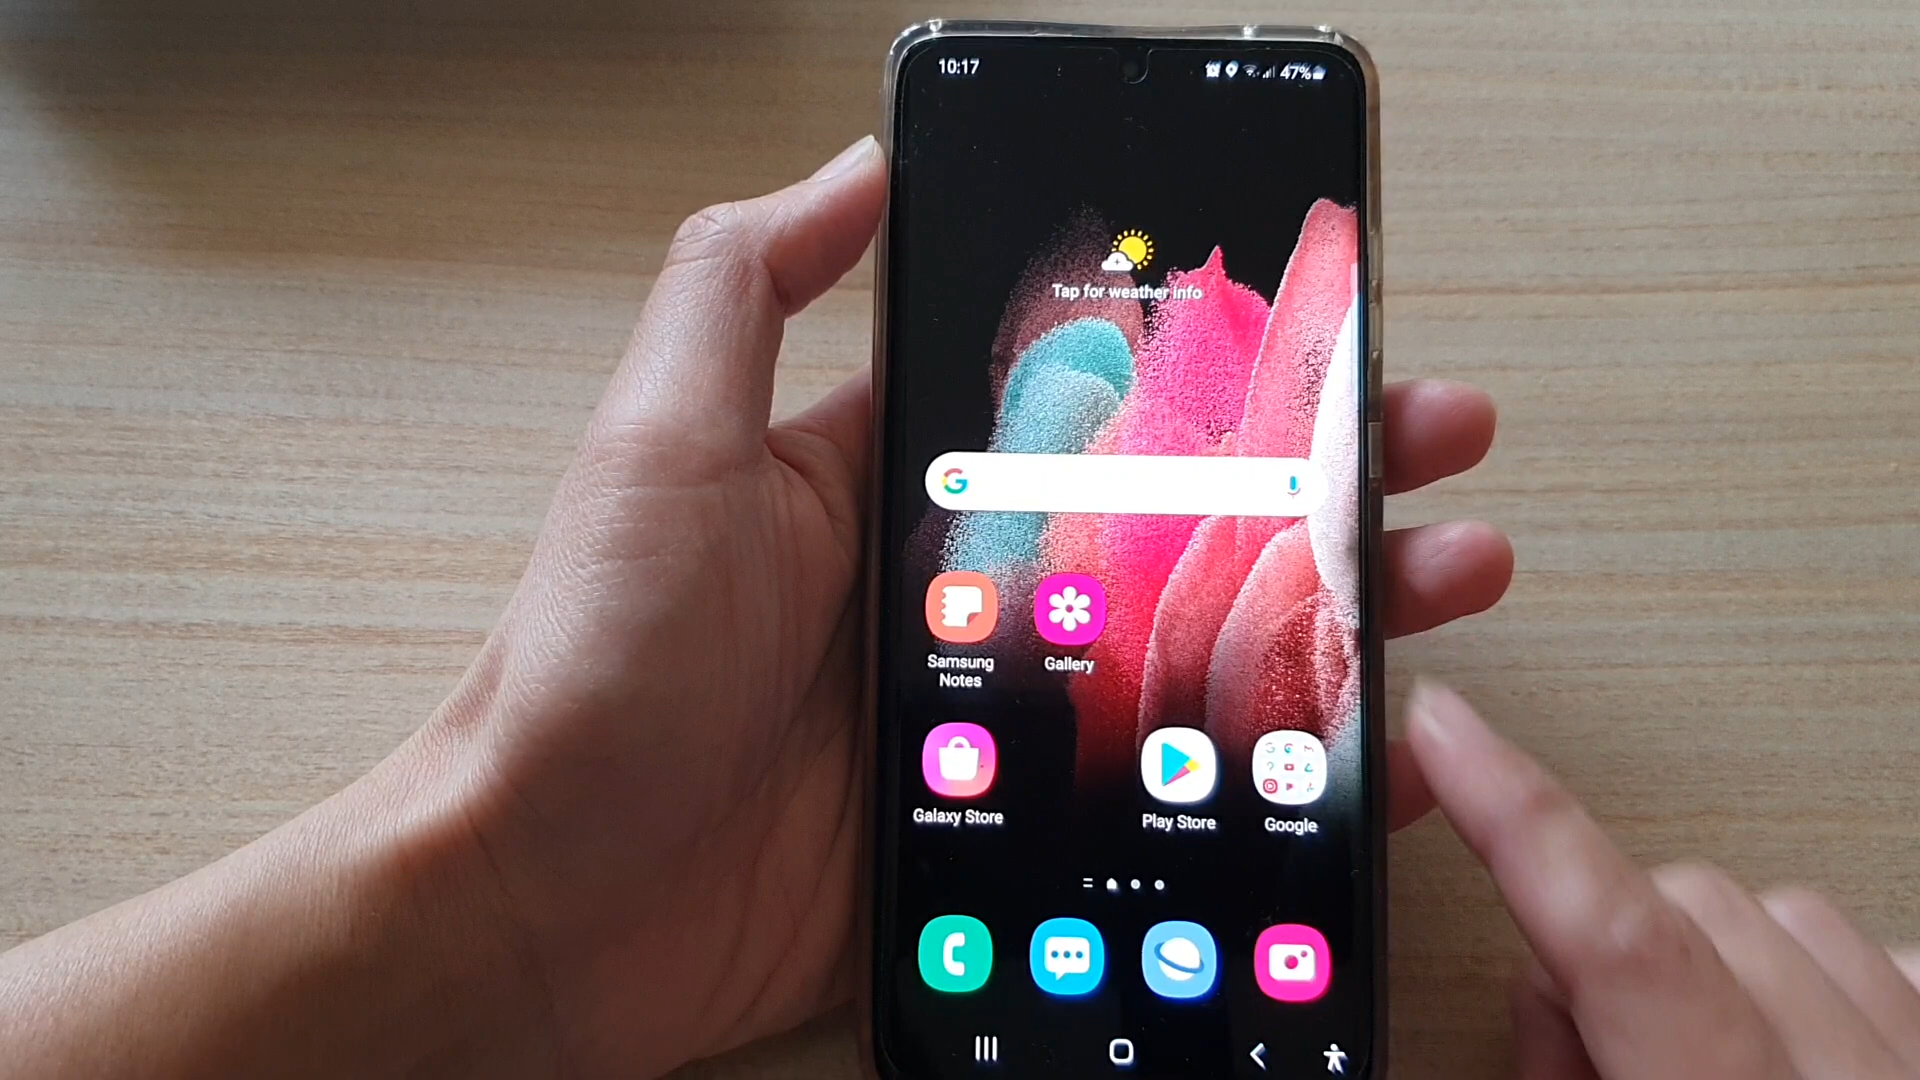 10:17
47%
Tap for weather info
G
Samsung
Notes
Gallery
Galaxy Store
Play Store
Google